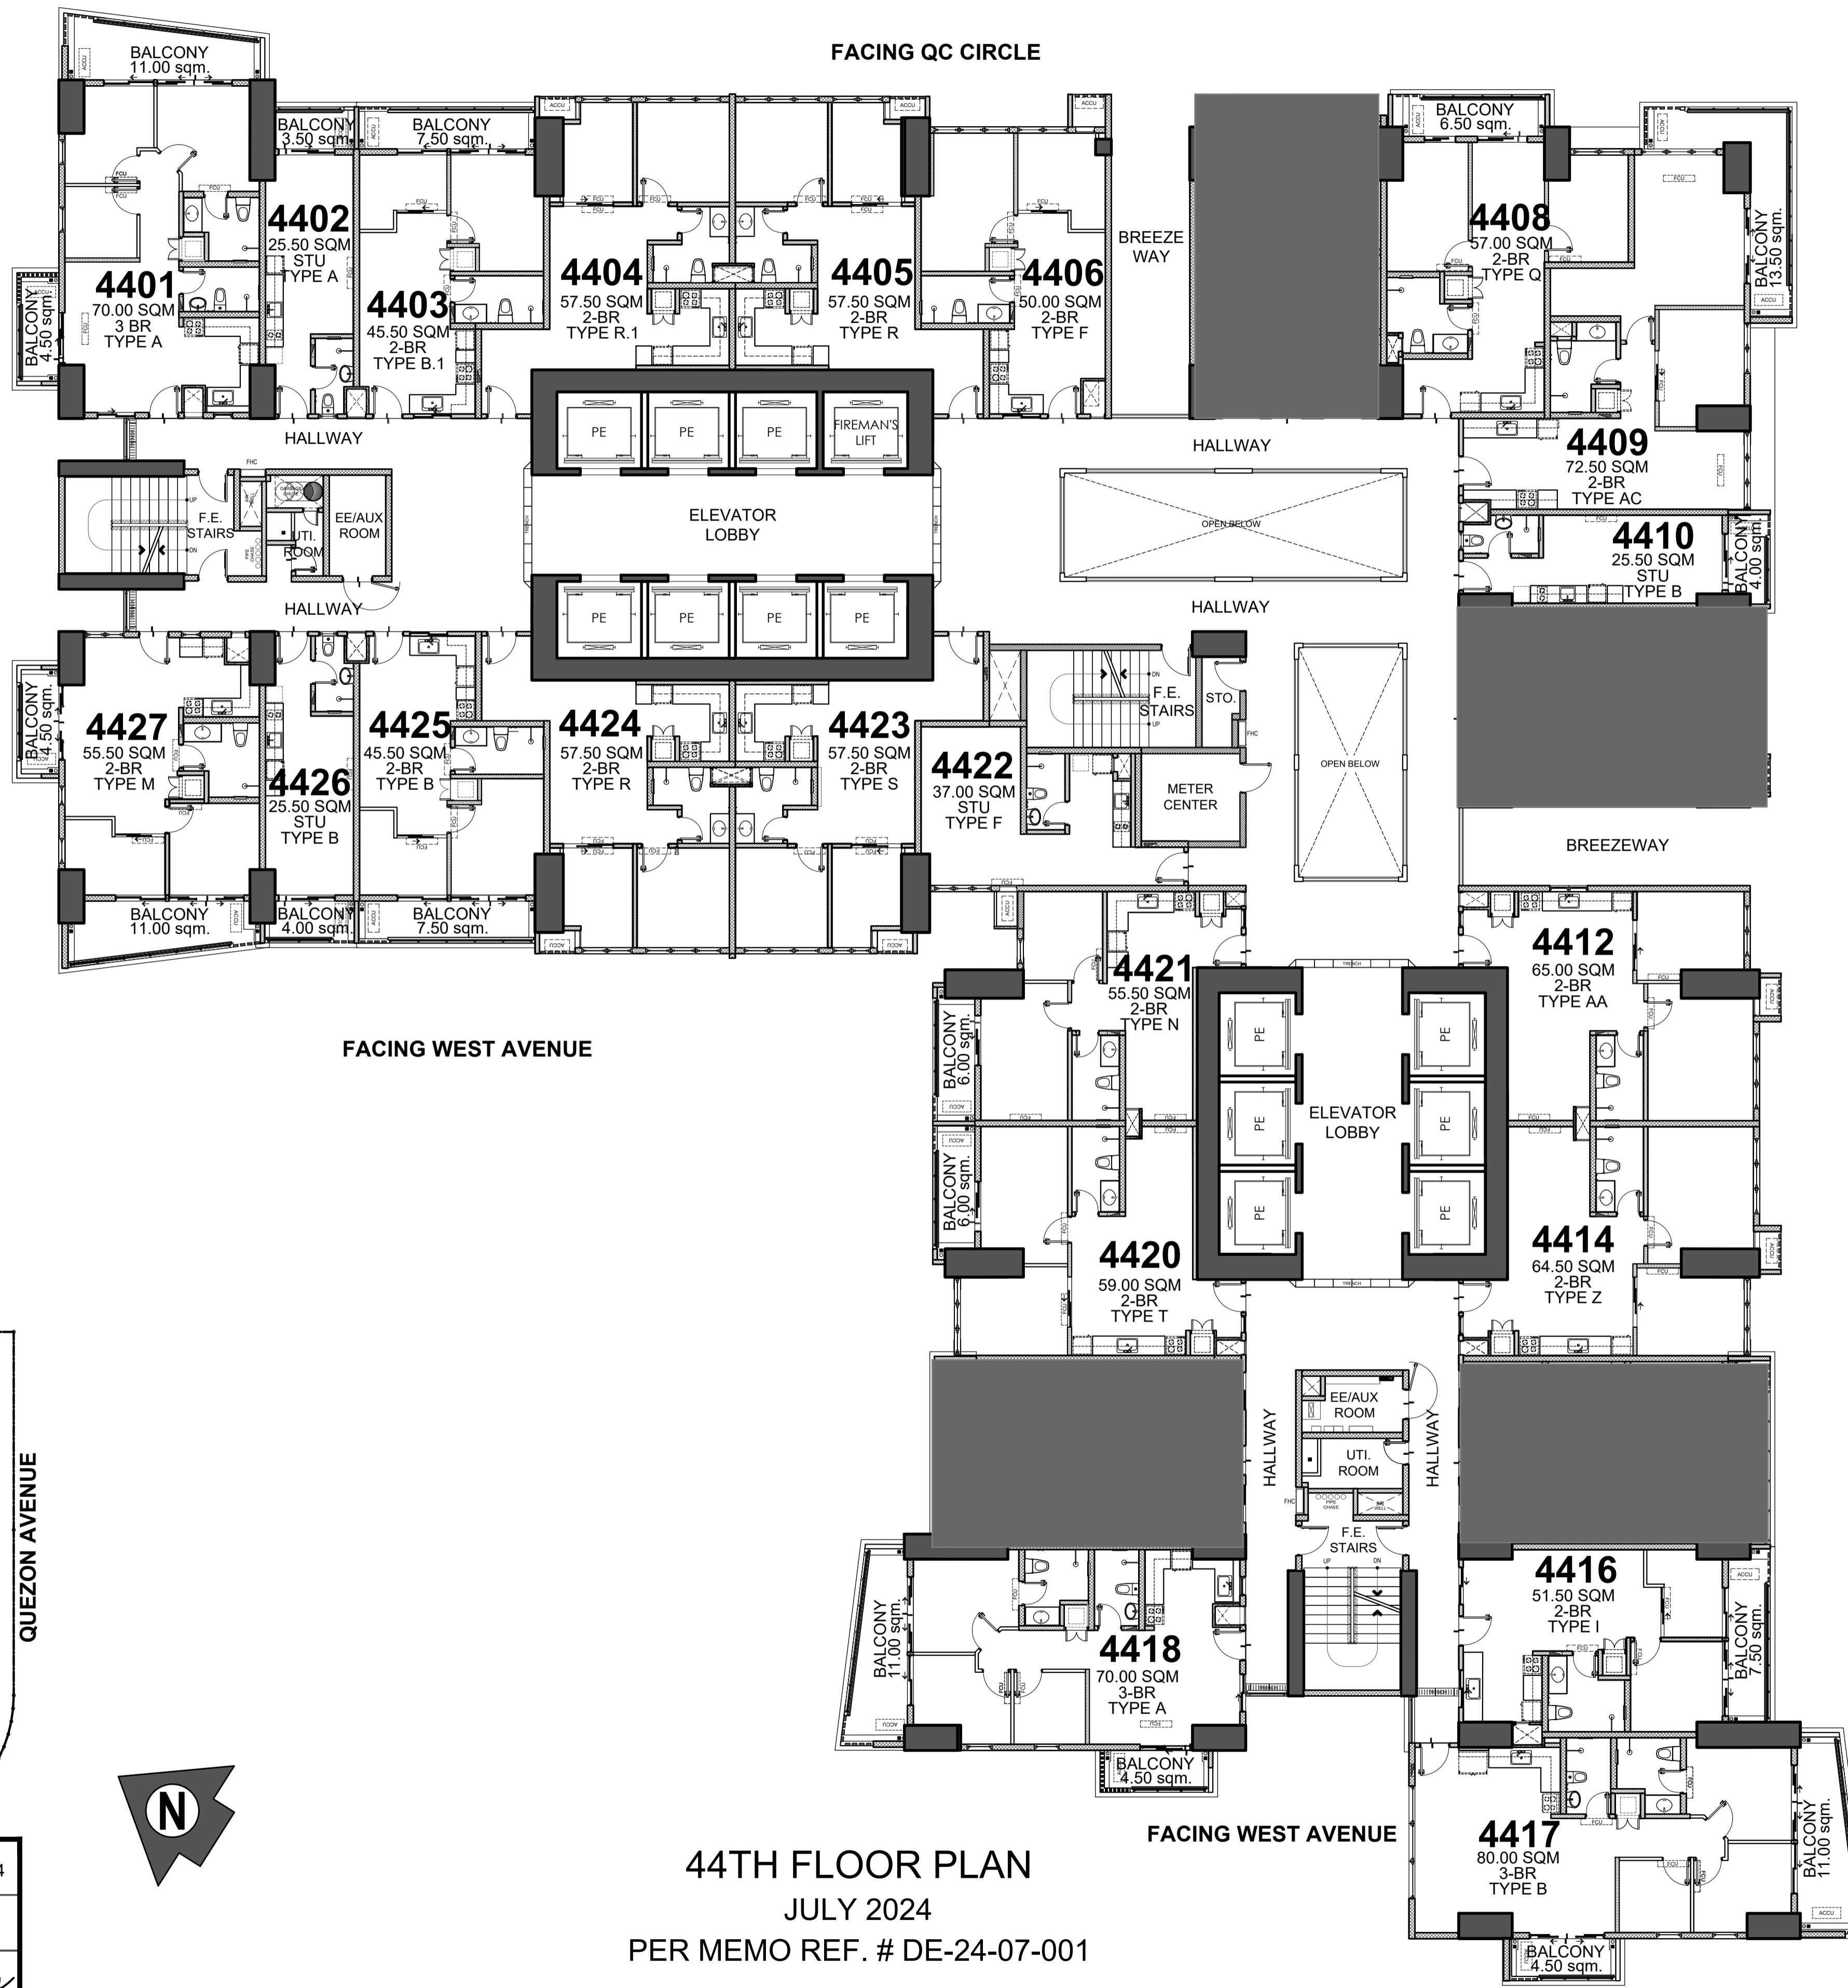 FACING QC CIRCLE
BALCONY
11.00 sqm.
BALCONY
3.50 sqm.
BALCONY
7.50 sqm.
BALCONY
6.50 sqm.
BALCONY
13.50 sqm.
4401
70.00 SQM
3 BR
TYPE A
BALCONY
4.50 sqm.
4402
25.50 SQM
STU
TYPE A
4403
45.50 SQM
2-BR
TYPE B.1
4404
57.50 SQM
2-BR
TYPE R.1
4405
57.50 SQM
2-BR
TYPE R
4406
50.00 SQM
2-BR
TYPE F
BREEZE
WAY
4408
57.00 SQM
2-BR
TYPE Q
4409
72.50 SQM
2-BR
TYPE AC
4410
25.50 SQM
STU
TYPE B
BALCONY
4.00 sqm.
HALLWAY
PE
PE
PE
FIREMAN'S
LIFT
HALLWAY
FHC
UP
DN
F.E.
STAIRS
UTI.
ROOM
EE/AUX
ROOM
ELEVATOR
LOBBY
OPEN BELOW
HALLWAY
PE
PE
PE
PE
HALLWAY
DN
UP
F.E.
STAIRS
STO.
FHC
OPEN BELOW
METER
CENTER
BREEZEWAY
BALCONY
4.50 sqm.
4427
55.50 SQM
2-BR
TYPE M
4426
25.50 SQM
STU
TYPE B
4425
45.50 SQM
2-BR
TYPE B
4424
57.50 SQM
2-BR
TYPE R
4423
57.50 SQM
2-BR
TYPE S
4422
37.00 SQM
STU
TYPE F
BALCONY
11.00 sqm.
BALCONY
4.00 sqm.
BALCONY
7.50 sqm.
FACING WEST AVENUE
4421
55.50 SQM
2-BR
TYPE N
BALCONY
6.00 sqm.
4412
65.00 SQM
2-BR
TYPE AA
TRENCH
PE
PE
PE
PE
PE
PE
ELEVATOR
LOBBY
TRENCH
BALCONY
6.00 sqm.
4420
59.00 SQM
2-BR
TYPE T
4414
64.50 SQM
2-BR
TYPE Z
HALLWAY
EE/AUX
ROOM
UTI.
ROOM
HALLWAY
FHC
PIPE
CHASE
F.E.
STAIRS
UP
DN
BALCONY
11.00 sqm.
4418
70.00 SQM
3-BR
TYPE A
BALCONY
4.50 sqm.
4416
51.50 SQM
2-BR
TYPE I
BALCONY
7.50 sqm.
FACING WEST AVENUE
4417
80.00 SQM
3-BR
TYPE B
BALCONY
11.00 sqm.
BALCONY
4.50 sqm.
QUEZON AVENUE
N
44TH FLOOR PLAN
JULY 2024
PER MEMO REF. # DE-24-07-001